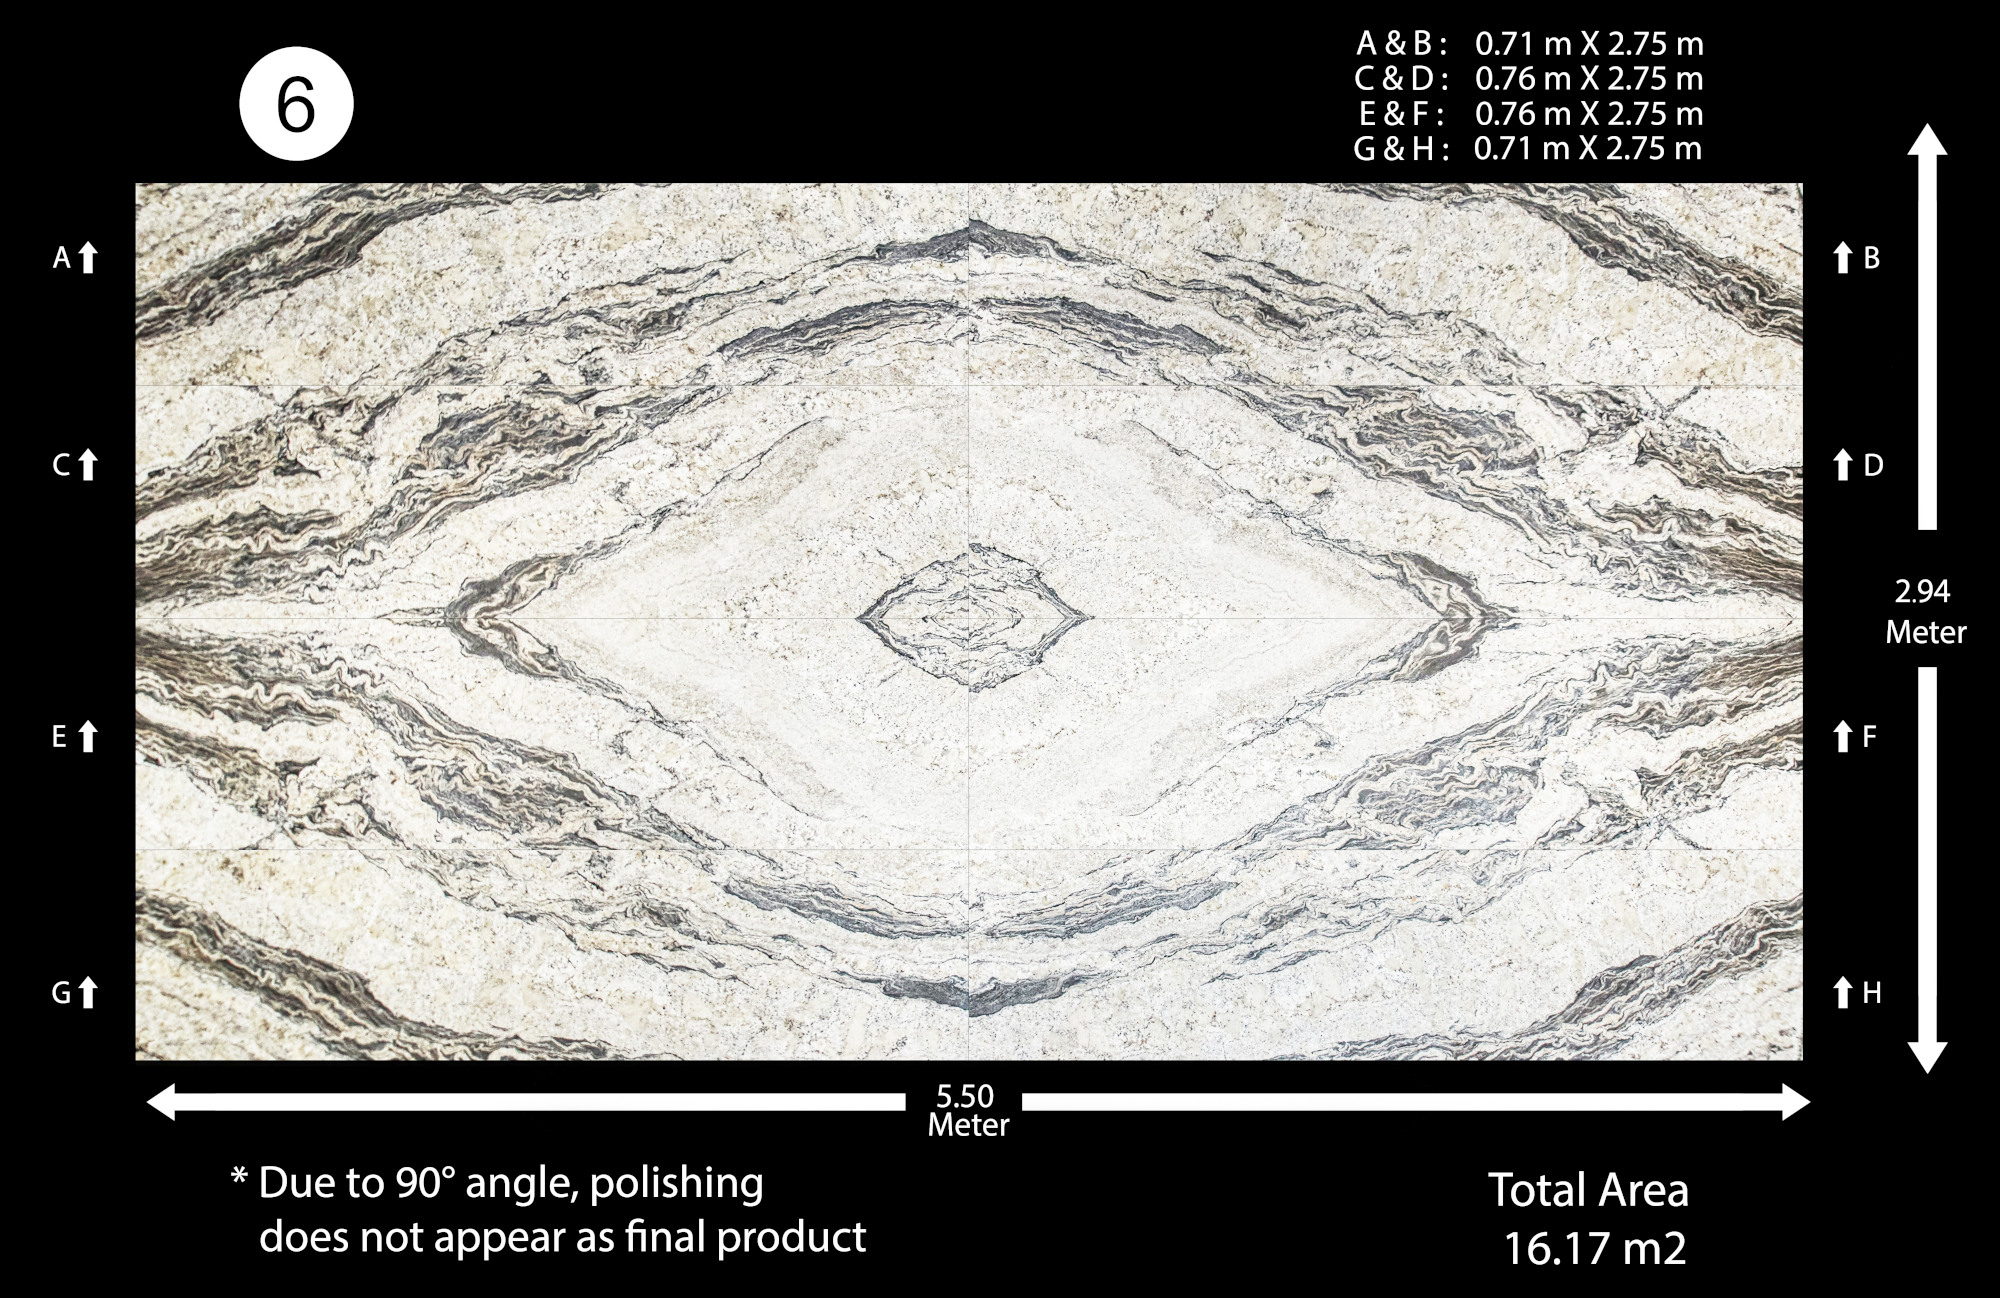 6
A & B : 0.71 m X 2.75 m
C & D : 0.76 m X 2.75 m
E & F : 0.76 m X 2.75 m
G & H : 0.71 m X 2.75 m
A
B
C
D
2.94
Meter
E
F
G
H
5.50
Meter
* Due to 90° angle, polishing
does not appear as final product
Total Area
16.17 m2